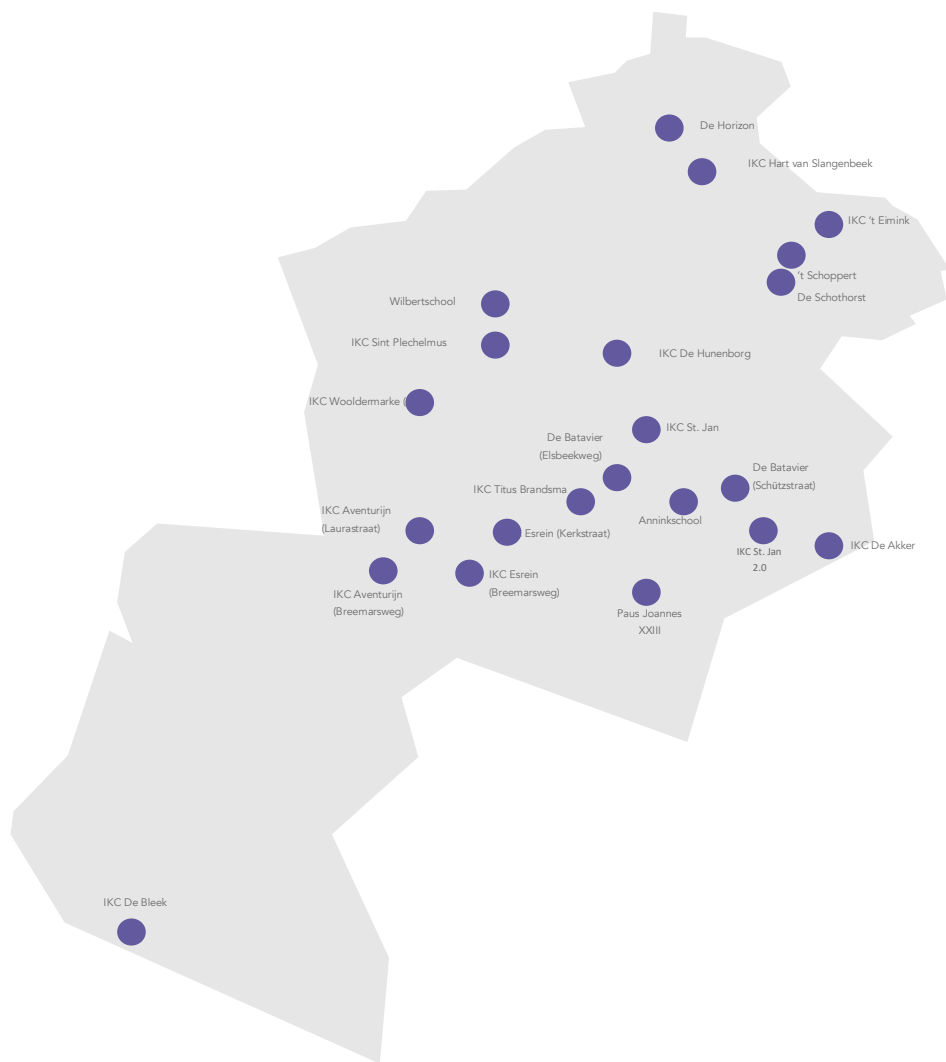 De Horizon
IKC Hart van Slangenbeek
IKC 't Eimink
't Schoppert
De Schothorst
Wilbertschool
IKC Sint Plechelmus
IKC De Hunenborg
IKC Wooldermarke (
IKC St. Jan
De Batavier
(Elsbeekweg)
De Batavier
(Schützstraat)
IKC Titus Brandsma
Anninkschool
IKC Aventurijn
(Laurastraat)
Esrein (Kerkstraat)
IKC St. Jan
2.0
IKC De Akker
IKC Esrein
(Breemarsweg)
IKC Aventurijn
(Breemarsweg)
Paus Joannes
XXIII
IKC De Bleek